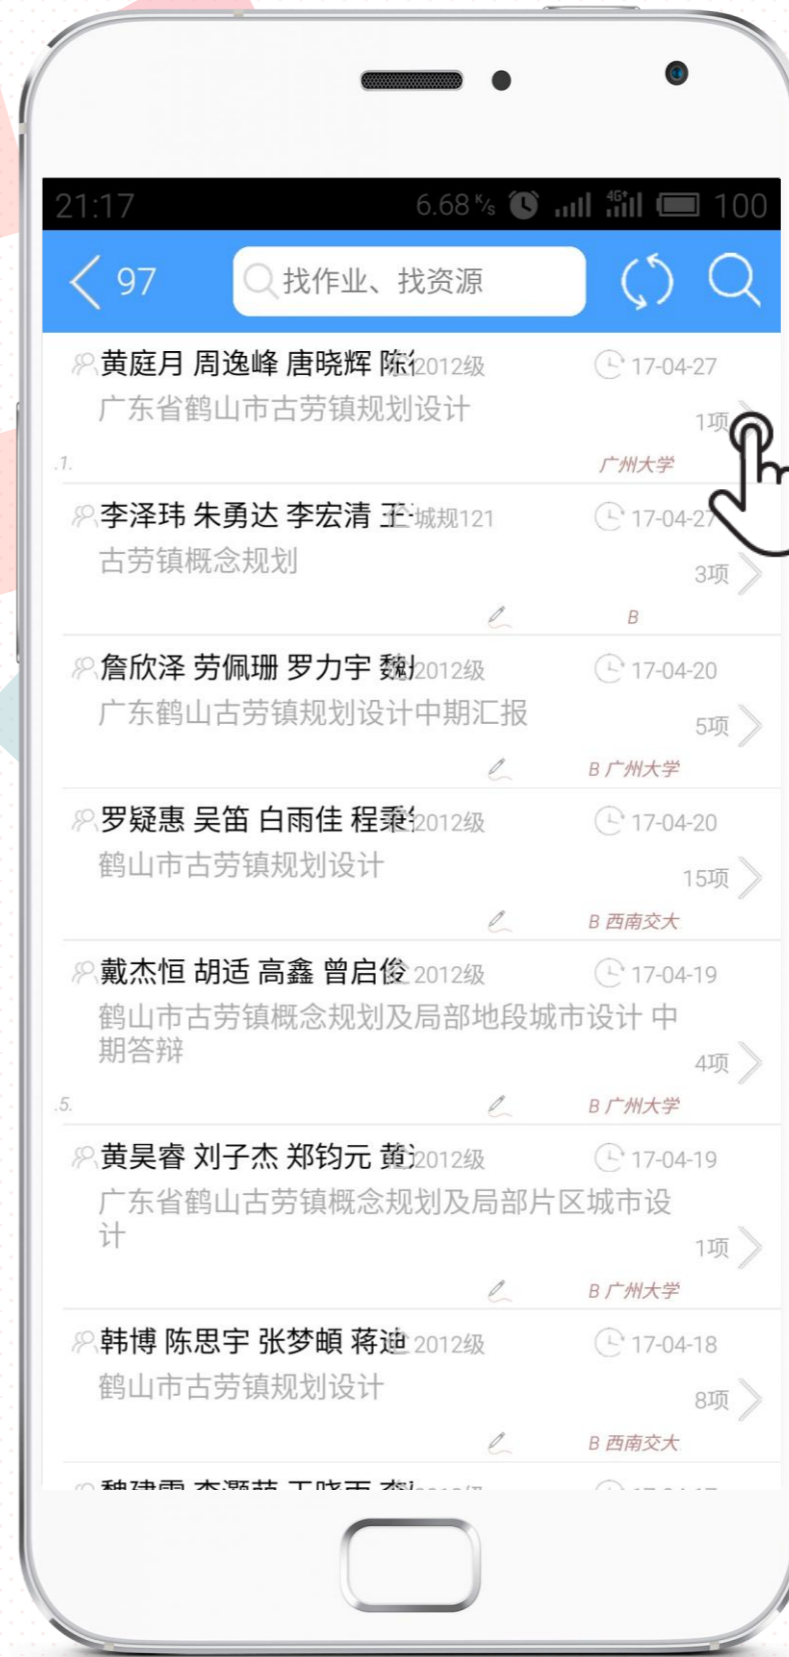 21:17 6.68 K/s 4G+ 100
97 找作业、找资源
黄庭月 周逸峰 唐晓辉 2012级 17-04-27
广东省鹤山市古劳镇规划设计
1项
.1. 广州大学
李泽玮 朱勇达 李宏清 城规121 17-04-27
古劳镇概念规划
3项
B
詹欣泽 劳佩珊 罗力宇 2012级 17-04-20
广东鹤山古劳镇规划设计中期汇报
5项
B 广州大学
罗疑惠 吴笛 白雨佳 2012级 17-04-20
鹤山市古劳镇规划设计
15项
B 西南交大
戴杰恒 胡适 高鑫 曾启俊 2012级 17-04-19
鹤山市古劳镇概念规划及局部地段城市设计 中
期答辩
4项
.5. B 广州大学
黄昊睿 刘子杰 郑钧元 2012级 17-04-19
广东省鹤山古劳镇概念规划及局部片区城市设
计
1项
B 广州大学
韩博 陈思宇 张梦頔 蒋迪 2012级 17-04-18
鹤山市古劳镇规划设计
8项
B 西南交大